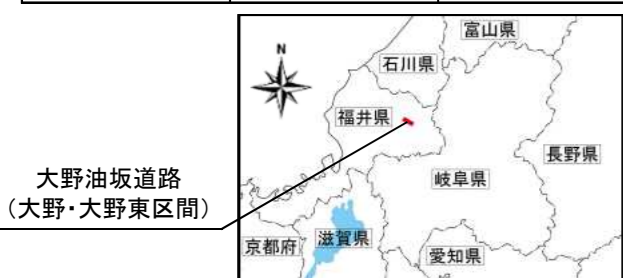 富山県
N
石川県
福井県
長野県
大野油坂道路
(大野・大野東区間)
岐阜県
京都府
滋賀県
愛知県